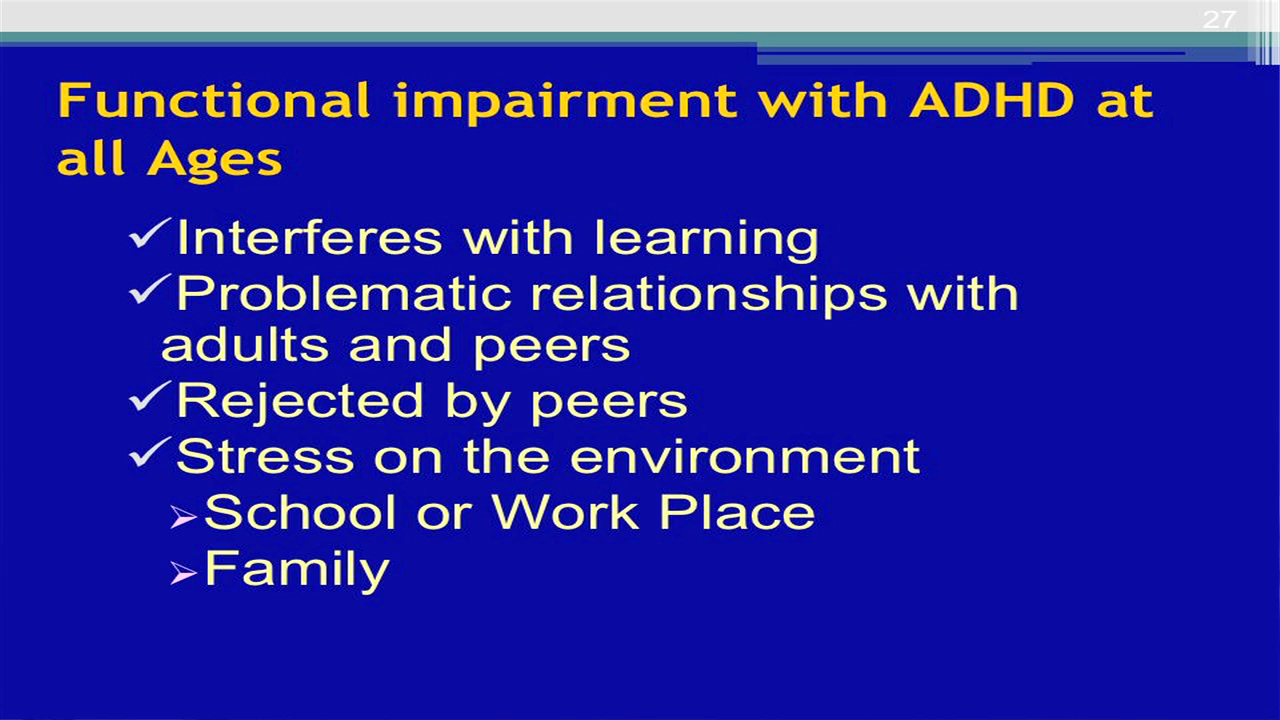 27
Functional impairment with ADHD at
all Ages
✓Interferes with learning
✓Problematic relationships with
adults and peers
✓Rejected by peers
✓Stress on the environment
➢School or Work Place
➢Family